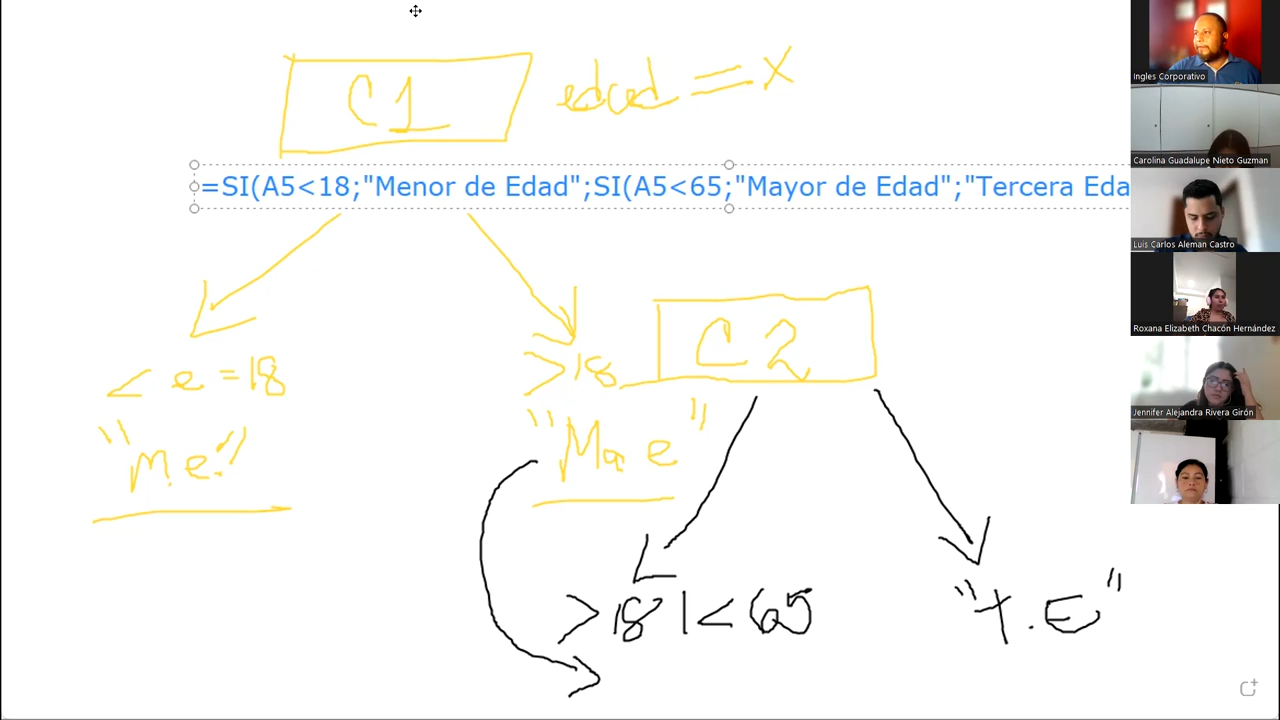 C1 edad = x
=SI(A5<18;"Menor de Edad";SI(A5<65;"Mayor de Edad";"Tercera Eda
< e = 18
"M.e."
>18 C2
"Ma e"
>18 | <65
"T.E"
Ingles Corporativo
Carolina Guadalupe Nieto Guzman
Luis Carlos Aleman Castro
Roxana Elizabeth Chacón Hernández
Jennifer Alejandra Rivera Girón